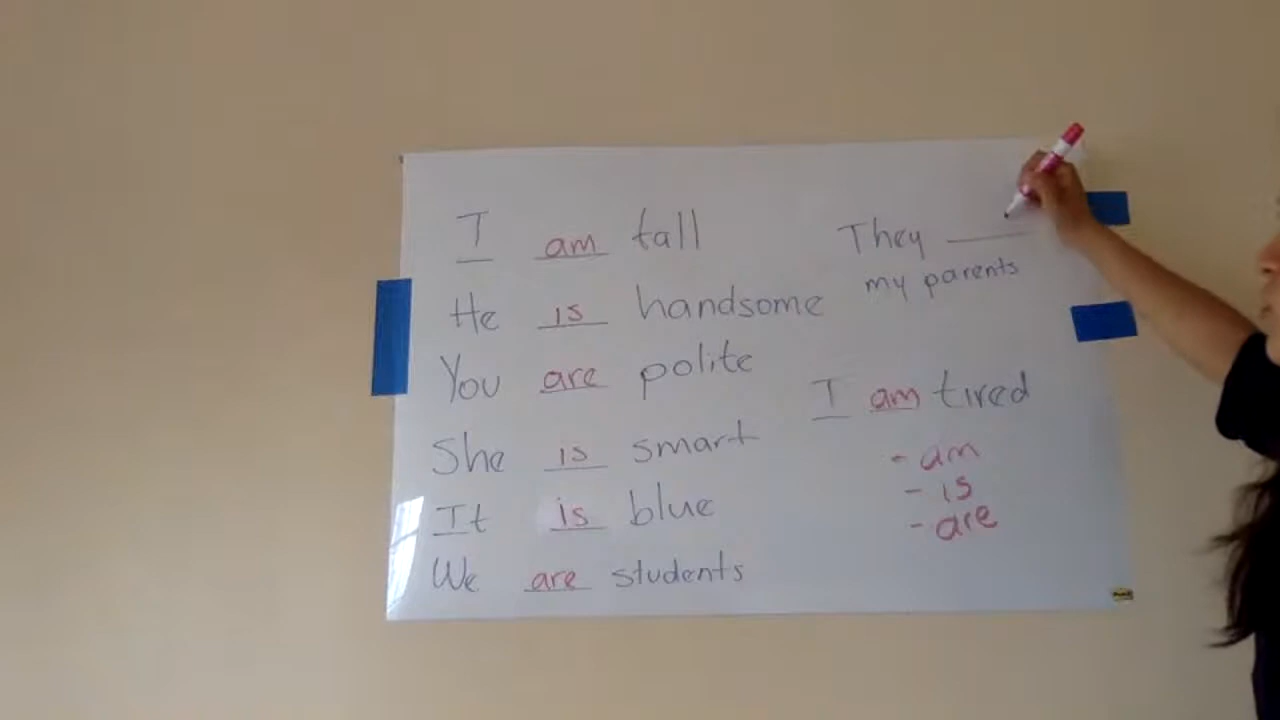 I am tall
He is handsome
You are polite
She is smart
It is blue
We are students
They ______
my parents
I am tired
- am
- is
- are